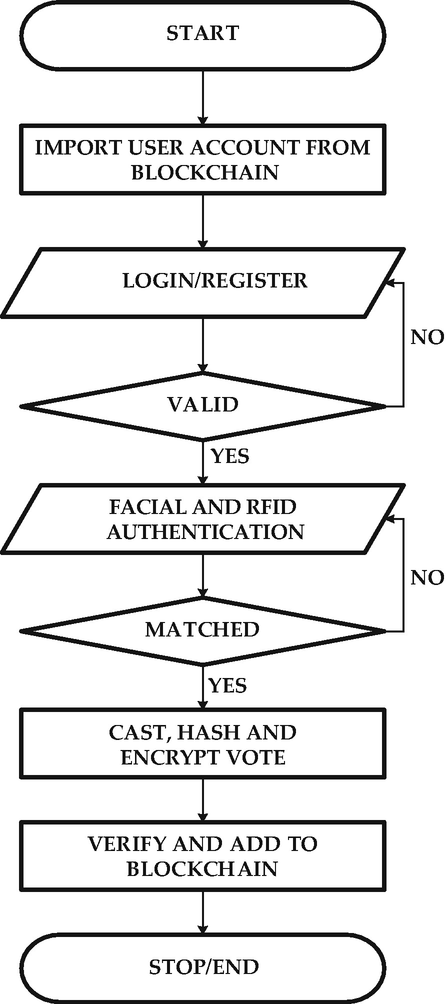 START
IMPORT USER ACCOUNT FROM
BLOCKCHAIN
LOGIN/REGISTER
NO
VALID
YES
FACIAL AND RFID
AUTHENTICATION
NO
MATCHED
YES
CAST, HASH AND
ENCRYPT VOTE
VERIFY AND ADD TO
BLOCKCHAIN
STOP/END